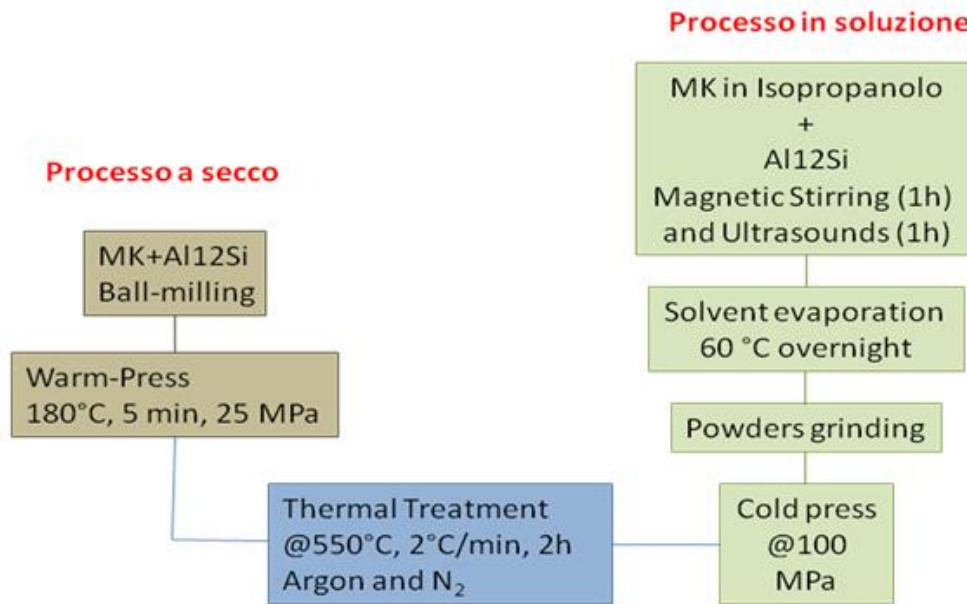 Processo in soluzione
MK in Isopropanolo
+
Al12Si
Magnetic Stirring (1h)
and Ultrasounds (1h)
Processo a secco
MK+Al12Si
Ball-milling
Solvent evaporation
60 °C overnight
Warm-Press
180°C, 5 min, 25 MPa
Powders grinding
Thermal Treatment
@550°C, 2°C/min, 2h
Argon and N₂
Cold press
@100
MPa